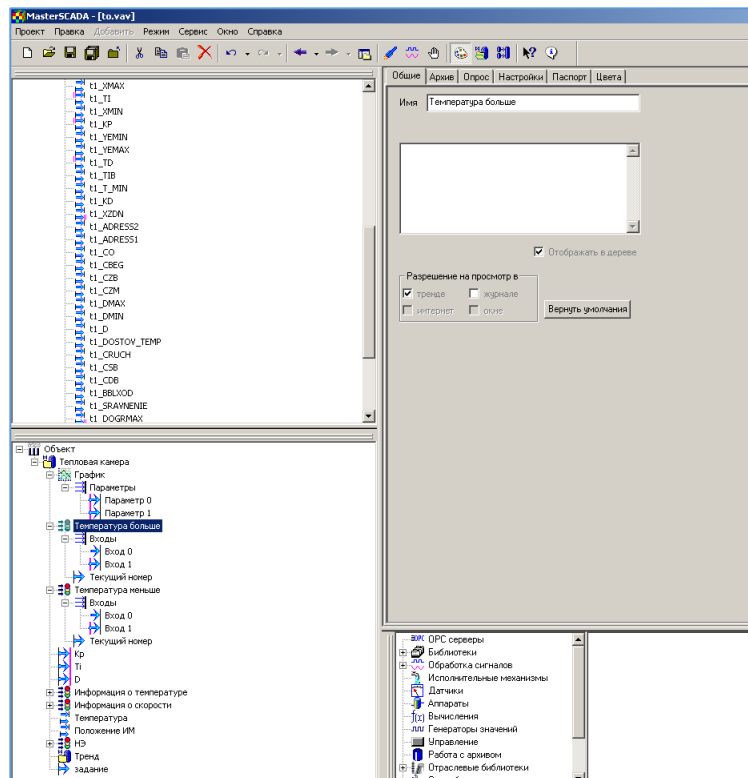 MasterSCADA - [to.vav]
Проект Правка Добавить Режим Сервис Окно Справка
t1_XMAX
t1_TI
t1_XMIN
t1_KP
t1_YEMIN
t1_YEMAX
t1_TD
t1_TIB
t1_T_MIN
t1_KD
t1_XZDN
t1_ADRESS2
t1_ADRESS1
t1_CO
t1_CBEG
t1_CZB
t1_CZM
t1_DMAX
t1_DMIN
t1_D
t1_DOSTOV_TEMP
t1_CRUCH
t1_CSB
t1_CDB
t1_BBLXOD
t1_SRAVNENIE
t1_DOGRMAX
Общие Архив Опрос Настройки Паспорт Цвета
Имя Температура больше
Отображать в дереве
Разрешение на просмотр в
тренде журнале
интернет окне
Вернуть умолчания
Объект
Тепловая камера
График
Параметры
Параметр 0
Параметр 1
Температура больше
Входы
Вход 0
Вход 1
Текущий номер
Температура меньше
Входы
Вход 0
Вход 1
Текущий номер
Kp
Ti
D
Информация о температуре
Информация о скорости
Температура
Положение ИМ
НЭ
Тренд
задание
OPC серверы
Библиотеки
Обработка сигналов
Исполнительные механизмы
Датчики
Аппараты
Вычисления
Генераторы значений
Управление
Работа с архивом
Отраслевые библиотеки